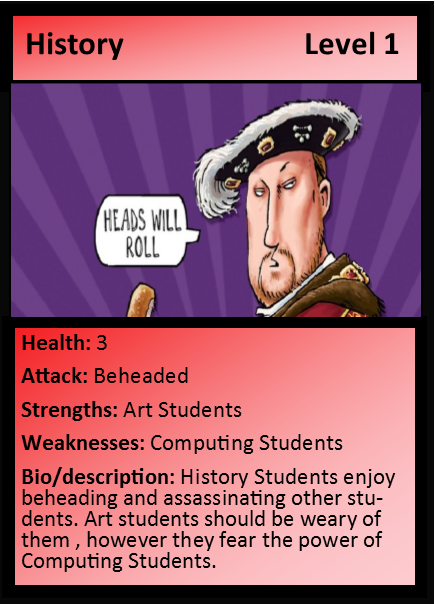 History Level 1
HEADS WILL
ROLL
Health: 3
Attack: Beheaded
Strengths: Art Students
Weaknesses: Computing Students
Bio/description: History Students enjoy
beheading and assassinating other stu-
dents. Art students should be weary of
them , however they fear the power of
Computing Students.